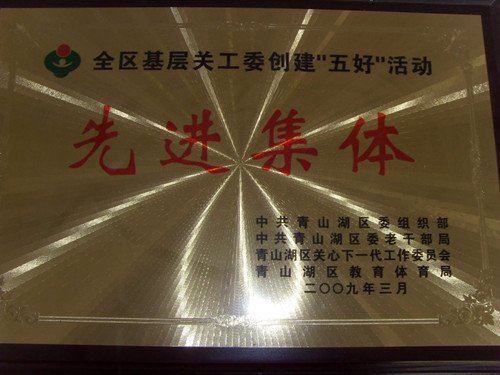 全区基层关工委创建"五好"活动
先进集体
中共青山湖区委组织部
中共青山湖区委老干部局
青山湖区关心下一代工作委员会
青山湖区教育体育局
二〇〇九年三月